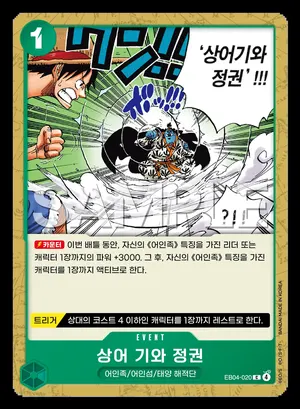 1
'상어기와
정권' !!!
?!
SAMPLE
카운터 이번 배틀 동안, 자신의 《어인족》 특징을 가진 리더 또는
캐릭터 1장까지의 파워 +3000. 그 후, 자신의 《어인족》 특징을 가진
캐릭터를 1장까지 액티브로 한다.
트리거 상대의 코스트 4 이하인 캐릭터를 1장까지 레스트로 한다.
EVENT
상어 기와 정권
어인족/어인섬/태양 해적단
EB04-020